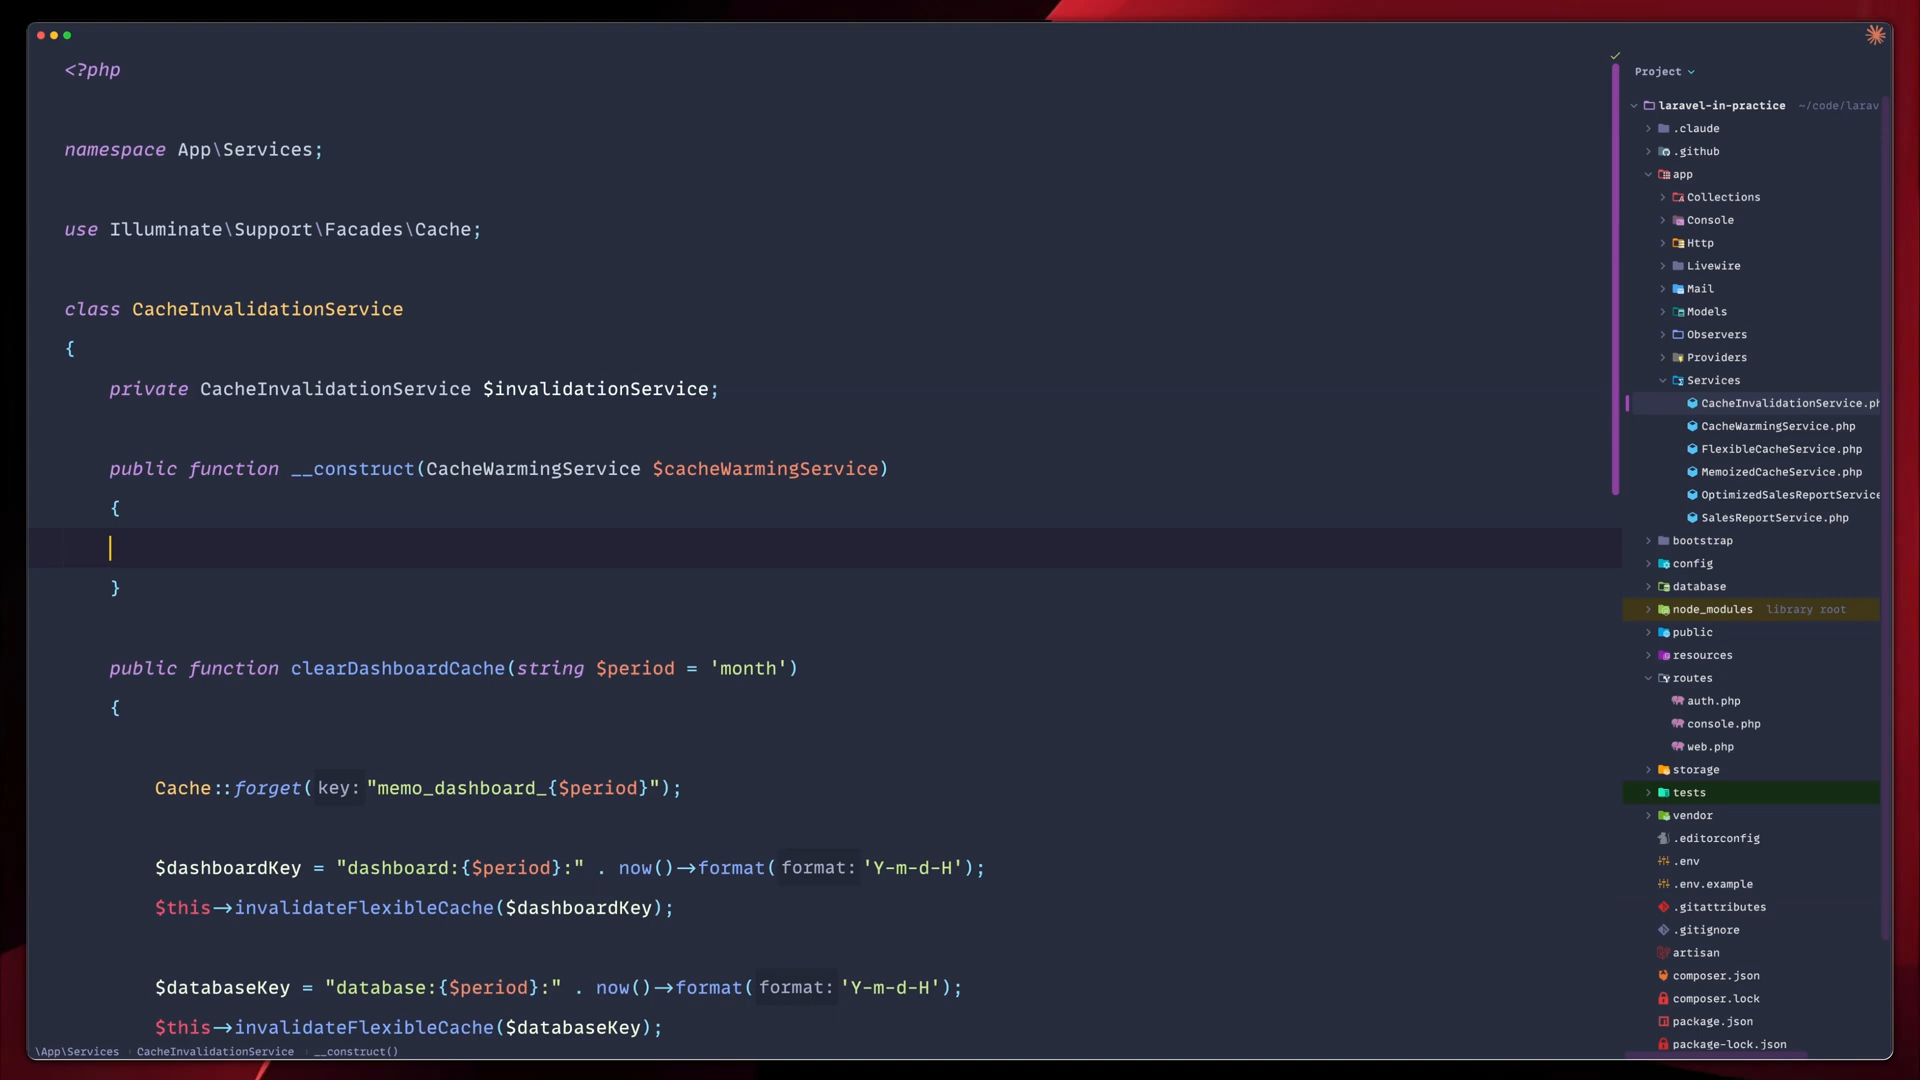 <?php
namespace App\Services;
use Illuminate\Support\Facades\Cache;
class CacheInvalidationService
{
private CacheInvalidationService $invalidationService;
public function __construct(CacheWarmingService $cacheWarmingService)
{
}
public function clearDashboardCache(string $period = 'month')
{
Cache::forget( key: "memo_dashboard_{$period}");
$dashboardKey = "dashboard:{$period}:" . now()->format( format: 'Y-m-d-H');
$this->invalidateFlexibleCache($dashboardKey);
$databaseKey = "database:{$period}:" . now()->format( format: 'Y-m-d-H');
$this->invalidateFlexibleCache($databaseKey);
\App\Services › CacheInvalidationService › __construct()
Project
laravel-in-practice ~/code/larav
.claude
.github
app
Collections
Console
Http
Livewire
Mail
Models
Observers
Providers
Services
CacheInvalidationService.ph
CacheWarmingService.php
FlexibleCacheService.php
MemoizedCacheService.php
OptimizedSalesReportService
SalesReportService.php
bootstrap
config
database
node_modules library root
public
resources
routes
auth.php
console.php
web.php
storage
tests
vendor
.editorconfig
.env
.env.example
.gitattributes
.gitignore
artisan
composer.json
composer.lock
package.json
package-lock.json